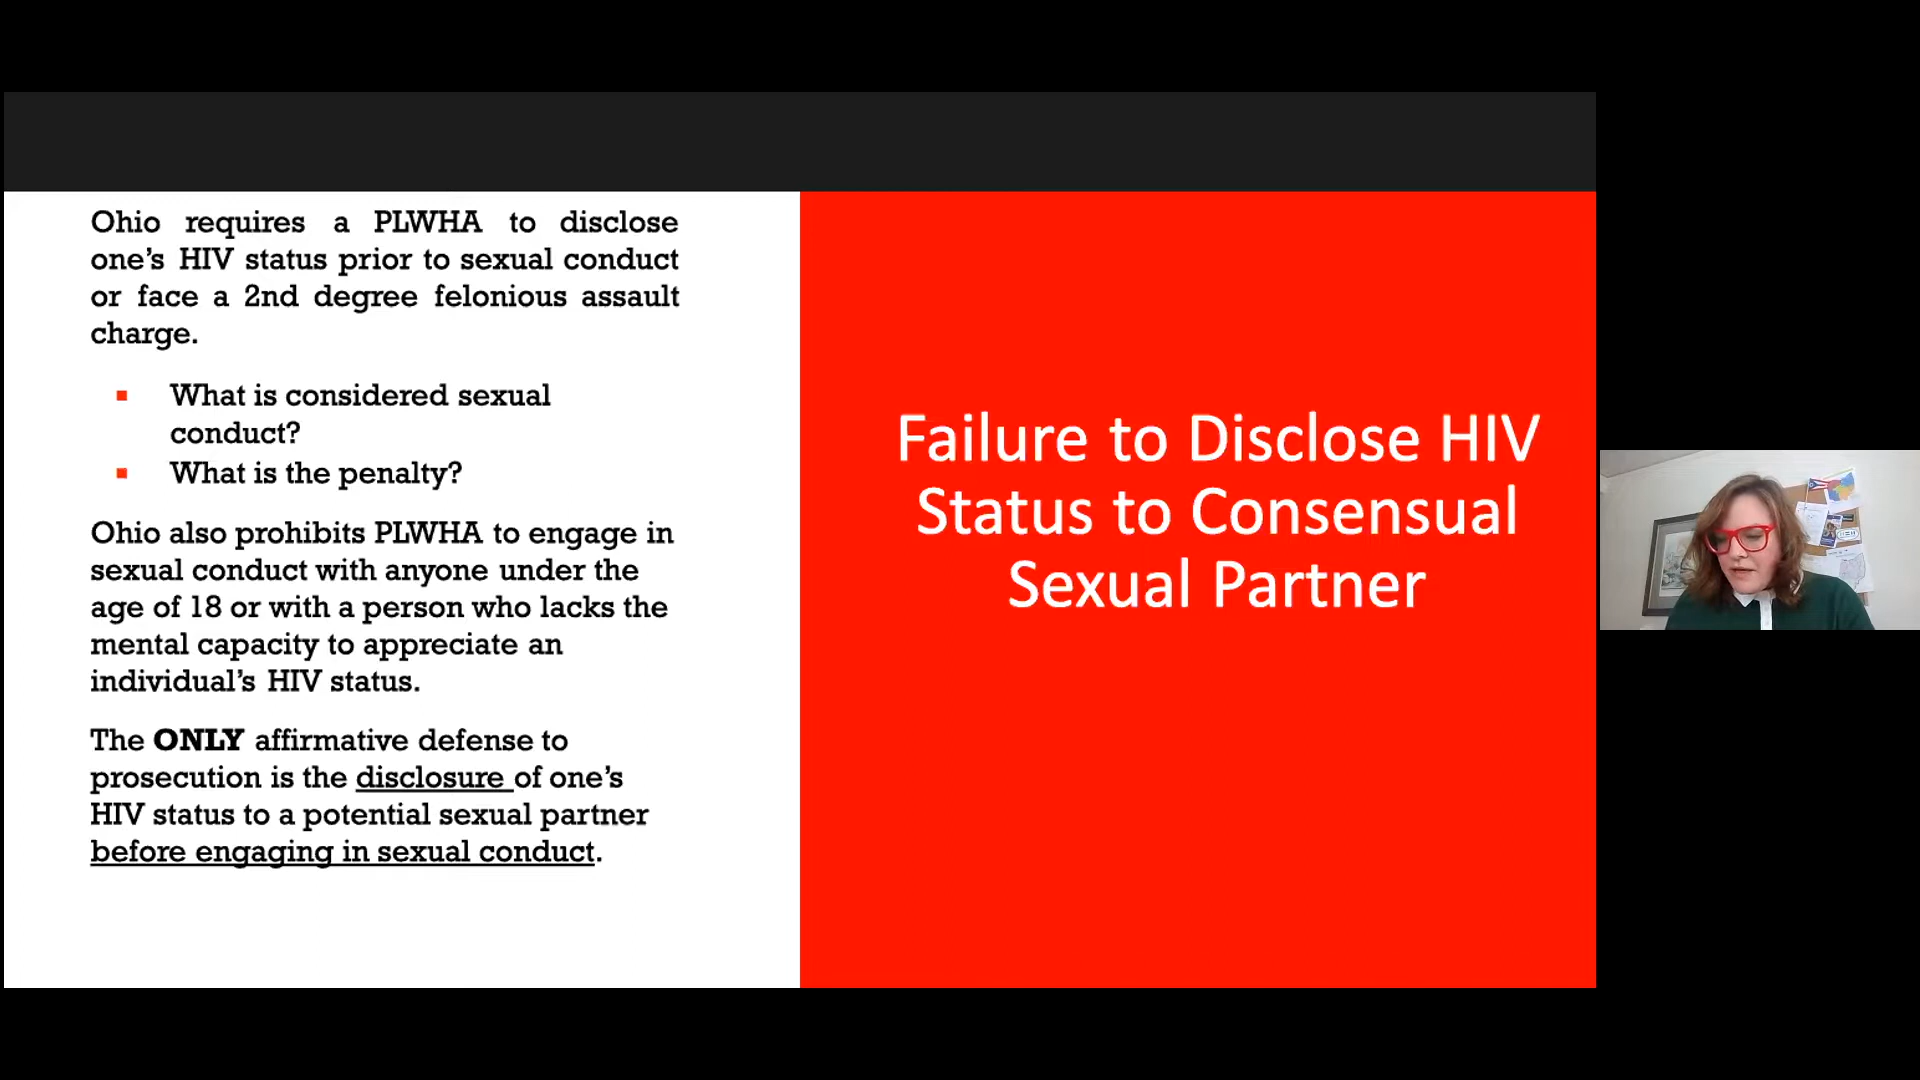 Ohio requires a PLWHA to disclose
one's HIV status prior to sexual conduct
or face a 2nd degree felonious assault
charge.
What is considered sexual
conduct?
What is the penalty?
Ohio also prohibits PLWHA to engage in
sexual conduct with anyone under the
age of 18 or with a person who lacks the
mental capacity to appreciate an
individual's HIV status.
The ONLY affirmative defense to
prosecution is the disclosure of one's
HIV status to a potential sexual partner
before engaging in sexual conduct.
Failure to Disclose HIV
Status to Consensual
Sexual Partner